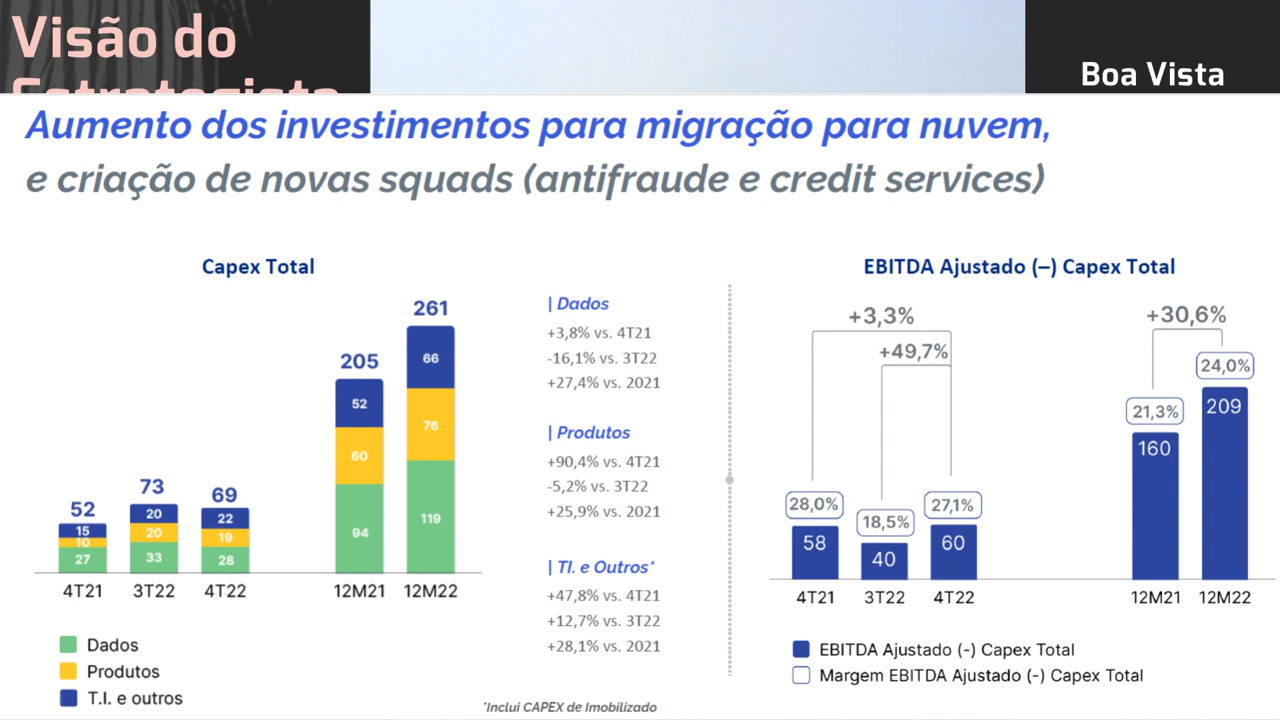 Visão do
Estrategista
Boa Vista
Aumento dos investimentos para migração para nuvem,
e criação de novas squads (antifraude e credit services)
Capex Total
52
15
10
27
73
20
20
33
69
22
19
28
205
52
60
94
261
66
76
119
4T21
3T22
4T22
12M21
12M22
Dados
Produtos
T.I. e outros
| Dados
+3,8% vs. 4T21
-16,1% vs. 3T22
+27,4% vs. 2021
| Produtos
+90,4% vs. 4T21
-5,2% vs. 3T22
+25,9% vs. 2021
| TI. e Outros*
+47,8% vs. 4T21
+12,7% vs. 3T22
+28,1% vs. 2021
*Inclui CAPEX de Imobilizado
EBITDA Ajustado (–) Capex Total
+3,3%
+49,7%
+30,6%
28,0%
58
18,5%
40
27,1%
60
21,3%
160
24,0%
209
4T21
3T22
4T22
12M21
12M22
EBITDA Ajustado (-) Capex Total
Margem EBITDA Ajustado (-) Capex Total